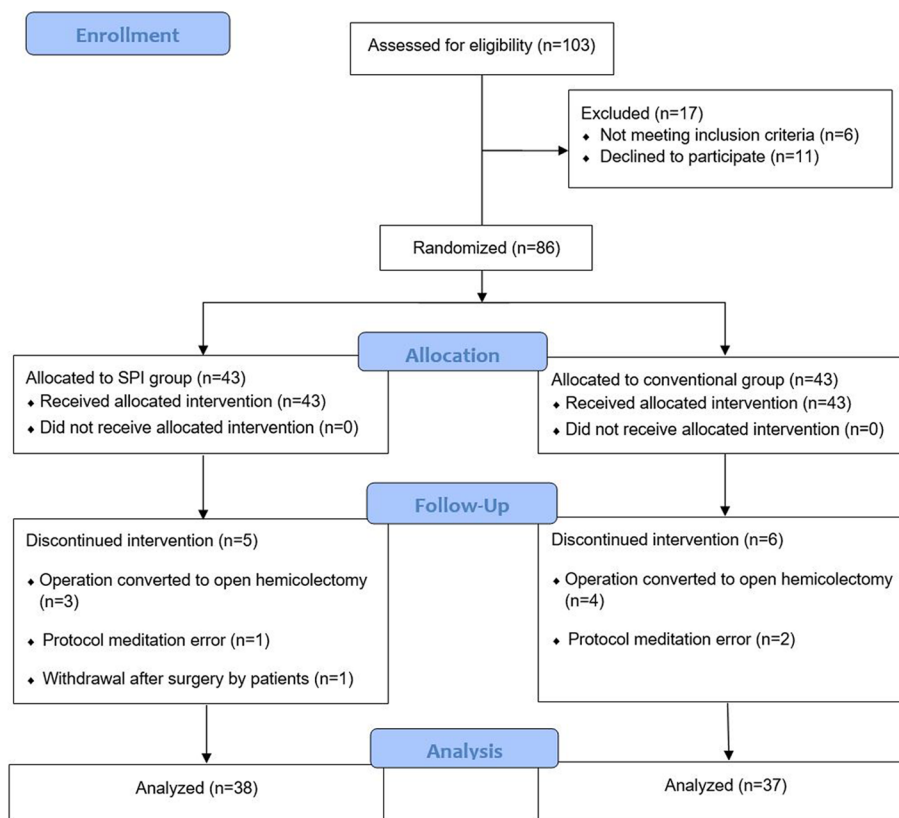 Enrollment
Assessed for eligibility (n=103)
Excluded (n=17)
⬧ Not meeting inclusion criteria (n=6)
⬧ Declined to participate (n=11)
Randomized (n=86)
Allocation
Allocated to SPI group (n=43)
⬧ Received allocated intervention (n=43)
⬧ Did not receive allocated intervention (n=0)
Allocated to conventional group (n=43)
⬧ Received allocated intervention (n=43)
⬧ Did not receive allocated intervention (n=0)
Follow-Up
Discontinued intervention (n=5)
⬧ Operation converted to open hemicolectomy
(n=3)
⬧ Protocol meditation error (n=1)
⬧ Withdrawal after surgery by patients (n=1)
Discontinued intervention (n=6)
⬧ Operation converted to open hemicolectomy
(n=4)
⬧ Protocol meditation error (n=2)
Analysis
Analyzed (n=38)
Analyzed (n=37)